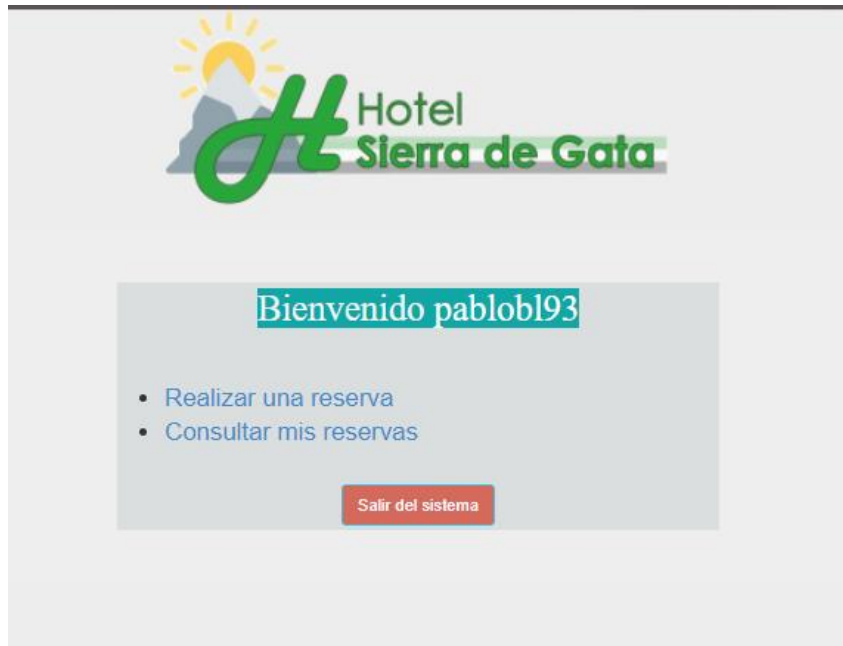 Hotel
Sierra de Gata
Bienvenido pablobl93
Realizar una reserva
Consultar mis reservas
Salir del sistema